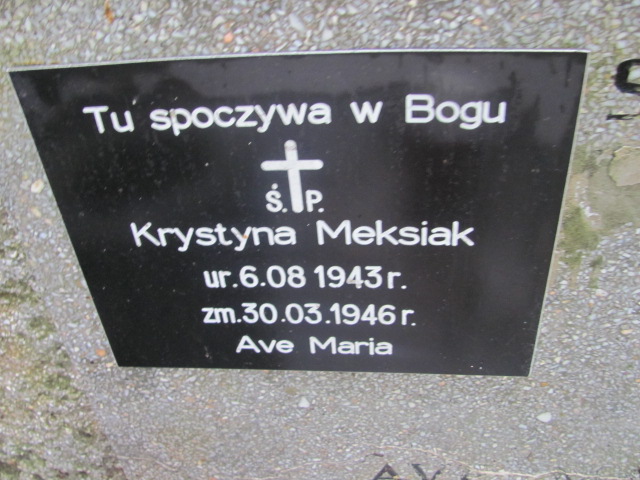 Tu spoczywa w Bogu
Ś. P.
Krystyna Meksiak
ur.6.08 1943 r.
zm.30.03.1946 r.
Ave Maria